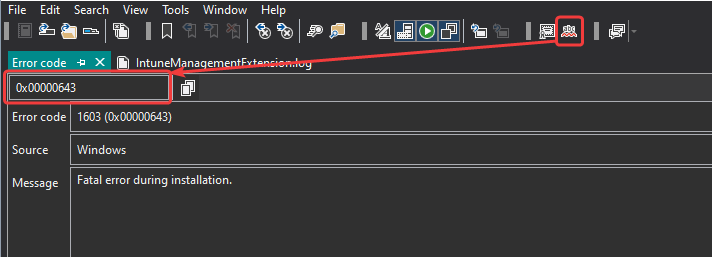 File Edit Search View Tools Window Help
Error code IntuneManagementExtension.log
0x00000643
Error code 1603 (0x00000643)
Source Windows
Message Fatal error during installation.